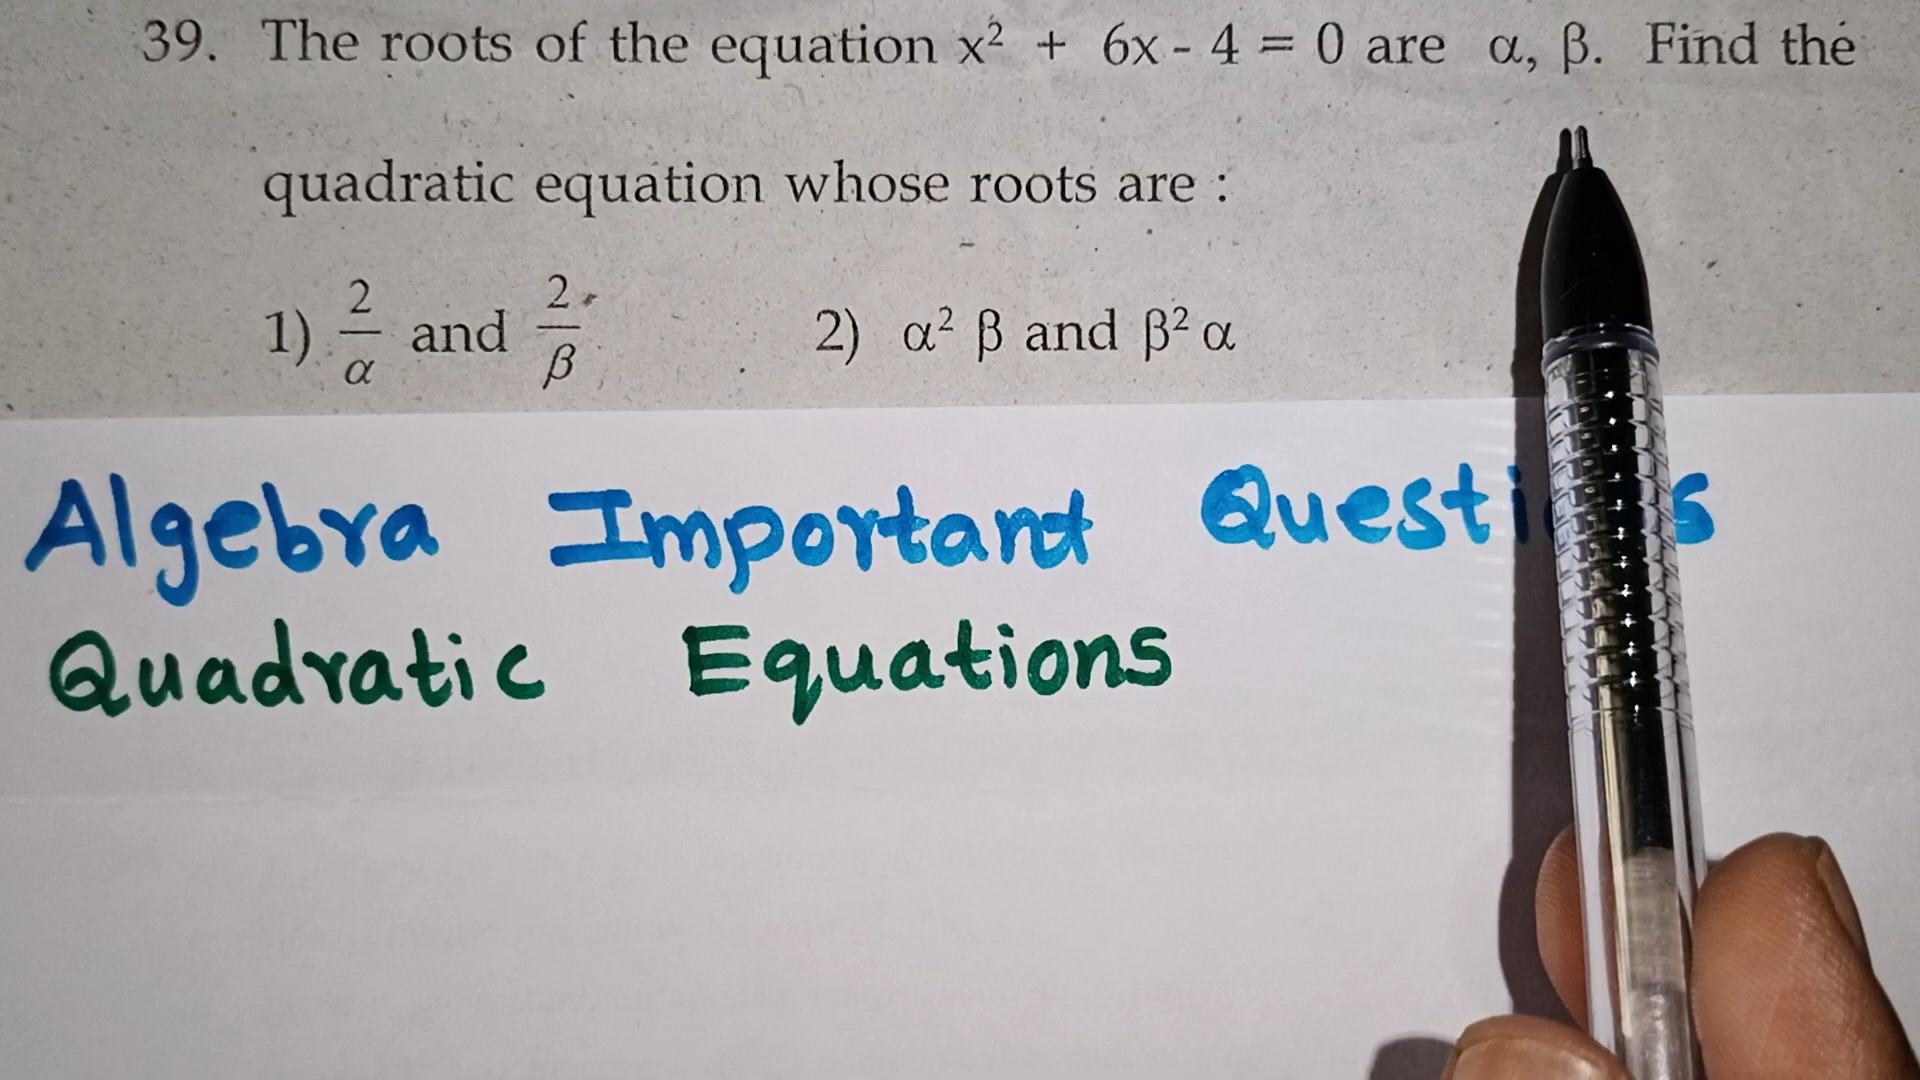 39. The roots of the equation x² + 6x - 4 = 0 are α, β. Find the
quadratic equation whose roots are :
1) 2/α and 2/β 2) α² β and β² α
Algebra Important
Quadratic Equations